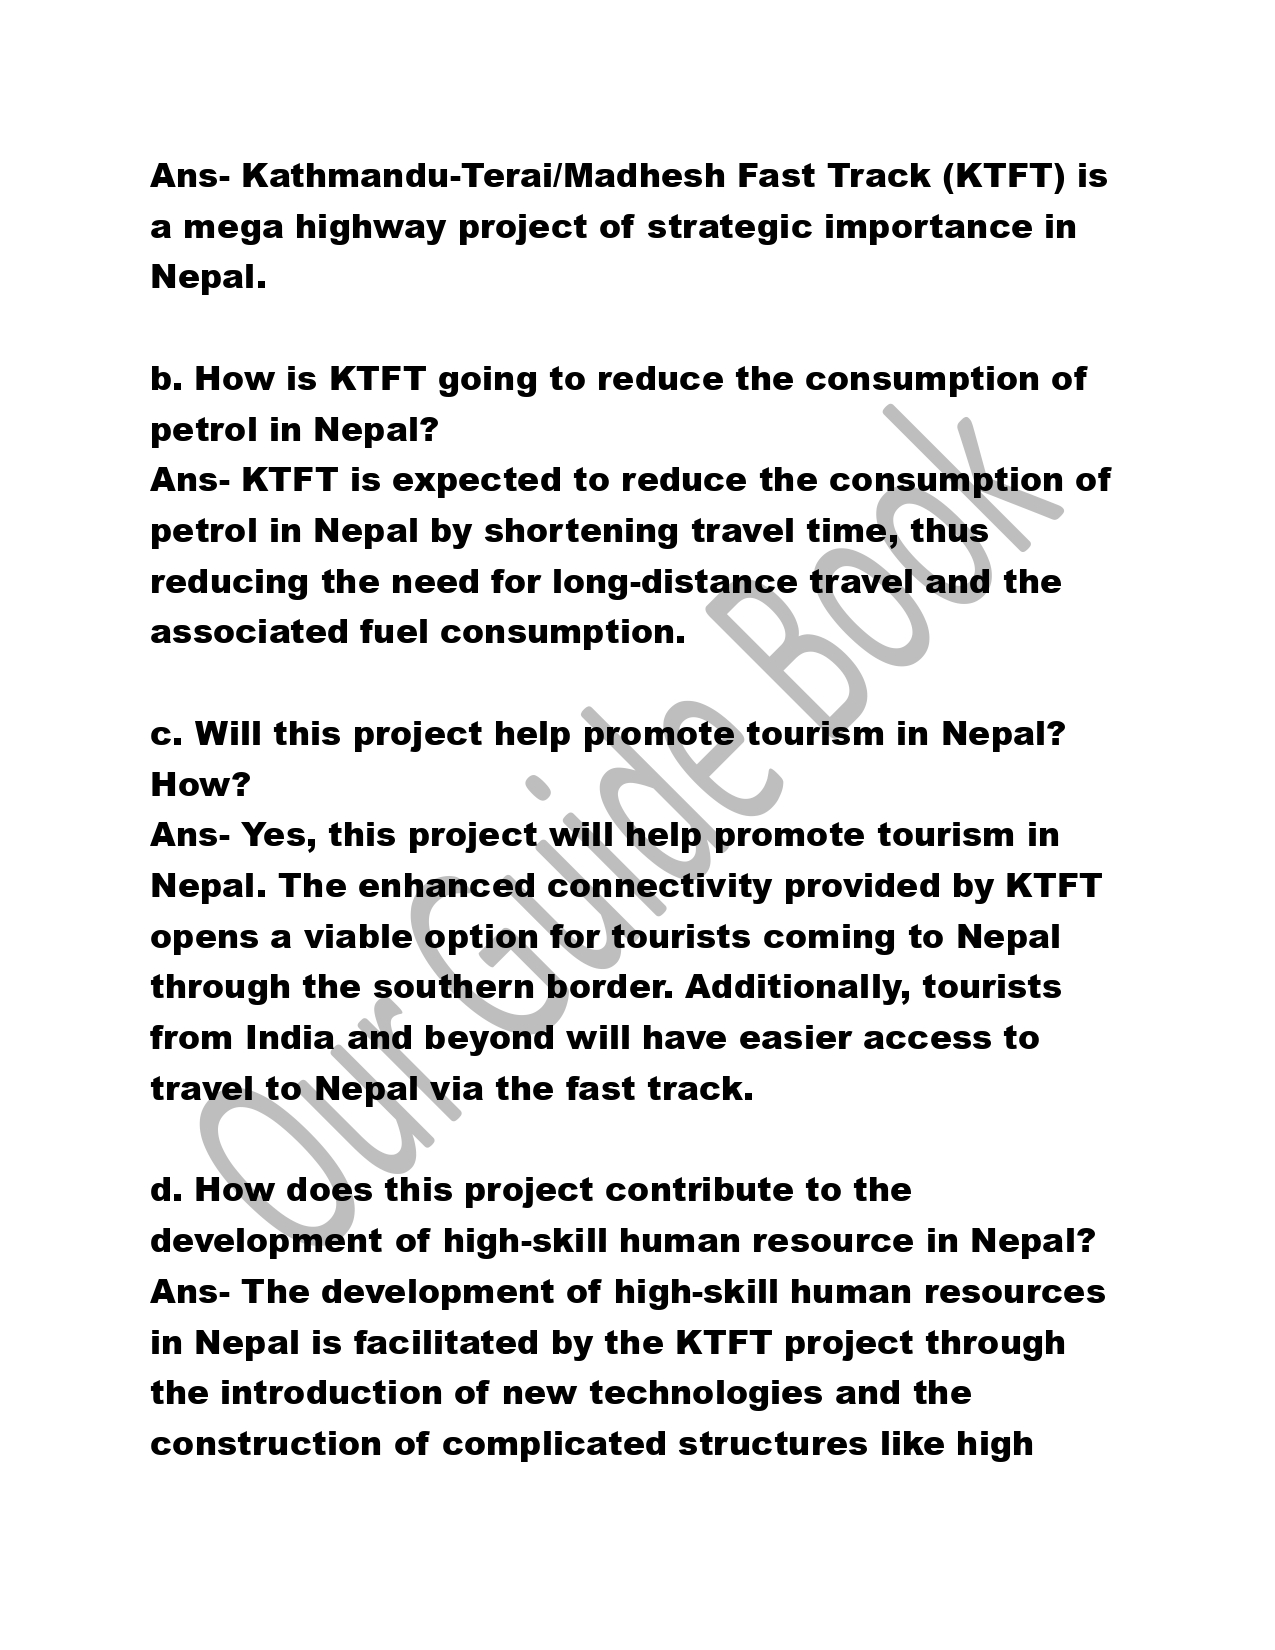 Ans- Kathmandu-Terai/Madhesh Fast Track (KTFT) is
a mega highway project of strategic importance in
Nepal.
b. How is KTFT going to reduce the consumption of
petrol in Nepal?
Ans- KTFT is expected to reduce the consumption of
petrol in Nepal by shortening travel time, thus
reducing the need for long-distance travel and the
associated fuel consumption.
c. Will this project help promote tourism in Nepal?
How?
Ans- Yes, this project will help promote tourism in
Nepal. The enhanced connectivity provided by KTFT
opens a viable option for tourists coming to Nepal
through the southern border. Additionally, tourists
from India and beyond will have easier access to
travel to Nepal via the fast track.
d. How does this project contribute to the
development of high-skill human resource in Nepal?
Ans- The development of high-skill human resources
in Nepal is facilitated by the KTFT project through
the introduction of new technologies and the
construction of complicated structures like high
Our Guide Book